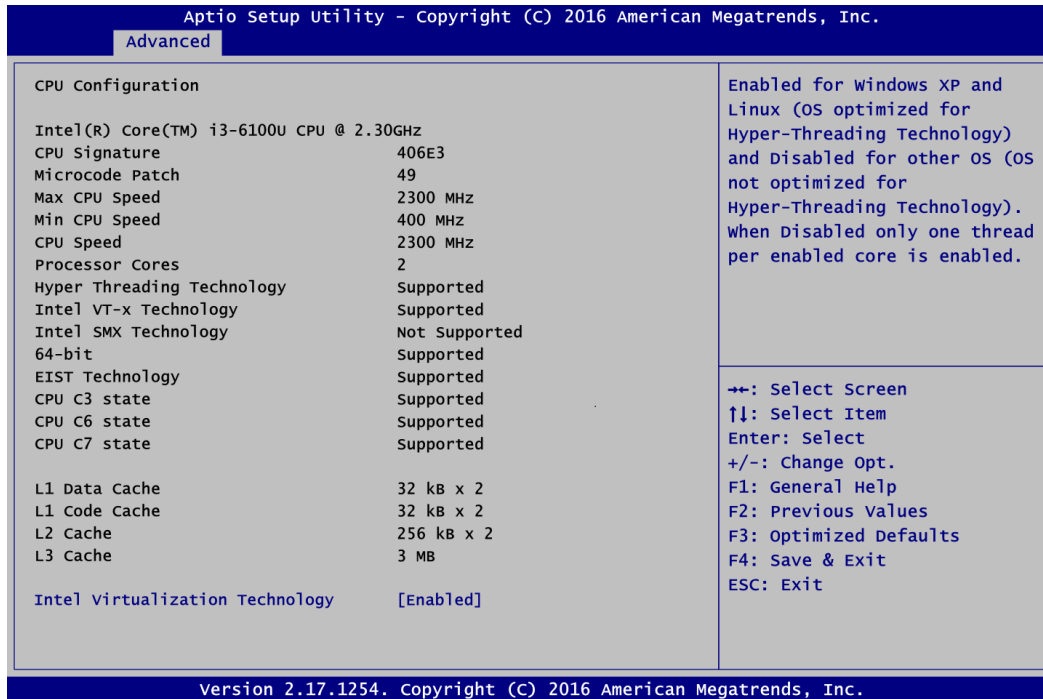 Aptio Setup Utility - Copyright (C) 2016 American Megatrends, Inc.
Advanced
CPU Configuration
Intel(R) Core(TM) i3-6100U CPU @ 2.30GHz
CPU Signature 406E3
Microcode Patch 49
Max CPU Speed 2300 MHz
Min CPU Speed 400 MHz
CPU Speed 2300 MHz
Processor Cores 2
Hyper Threading Technology Supported
Intel VT-x Technology Supported
Intel SMX Technology Not Supported
64-bit Supported
EIST Technology Supported
CPU C3 state Supported
CPU C6 state Supported
CPU C7 state Supported
L1 Data Cache 32 kB x 2
L1 Code Cache 32 kB x 2
L2 Cache 256 kB x 2
L3 Cache 3 MB
Intel Virtualization Technology [Enabled]
Enabled for Windows XP and
Linux (OS optimized for
Hyper-Threading Technology)
and Disabled for other OS (OS
not optimized for
Hyper-Threading Technology).
When Disabled only one thread
per enabled core is enabled.
→←: Select Screen
↑↓: Select Item
Enter: Select
+/-: Change Opt.
F1: General Help
F2: Previous Values
F3: Optimized Defaults
F4: Save & Exit
ESC: Exit
Version 2.17.1254. Copyright (C) 2016 American Megatrends, Inc.